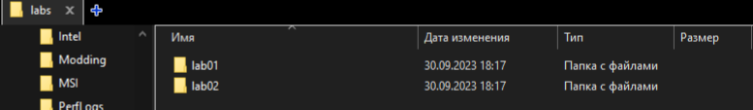 labs
Intel
Modding
MSI
PerfLogs
Имя Дата изменения Тип Размер
lab01 30.09.2023 18:17 Папка с файлами
lab02 30.09.2023 18:17 Папка с файлами